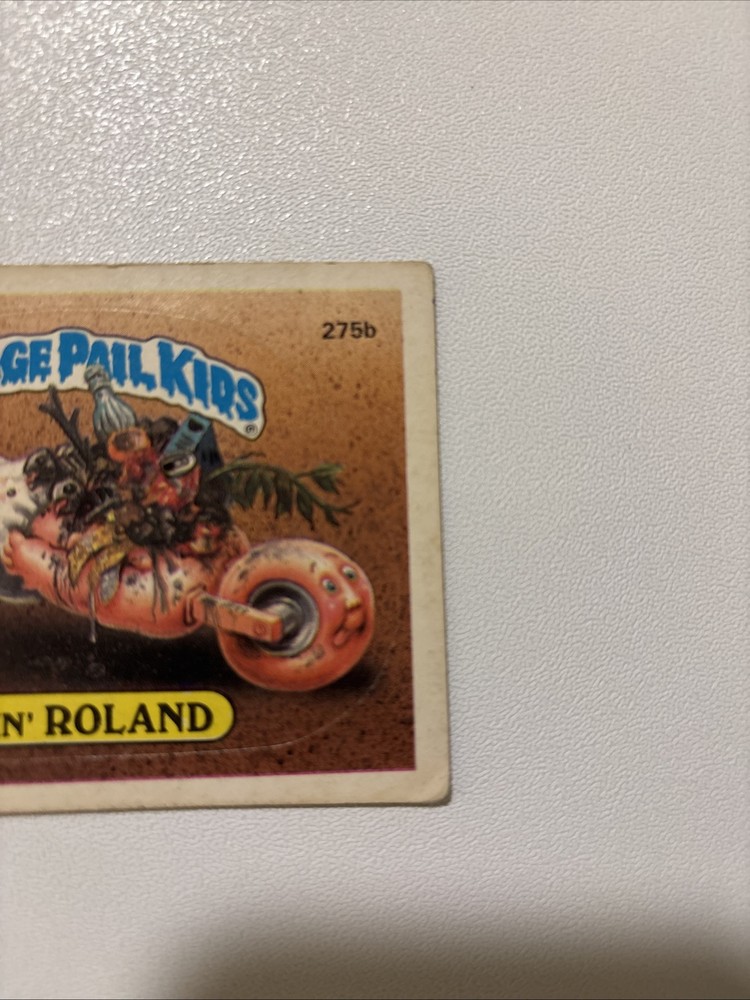 275b
GE PAIL KIDS
®
N' ROLAND